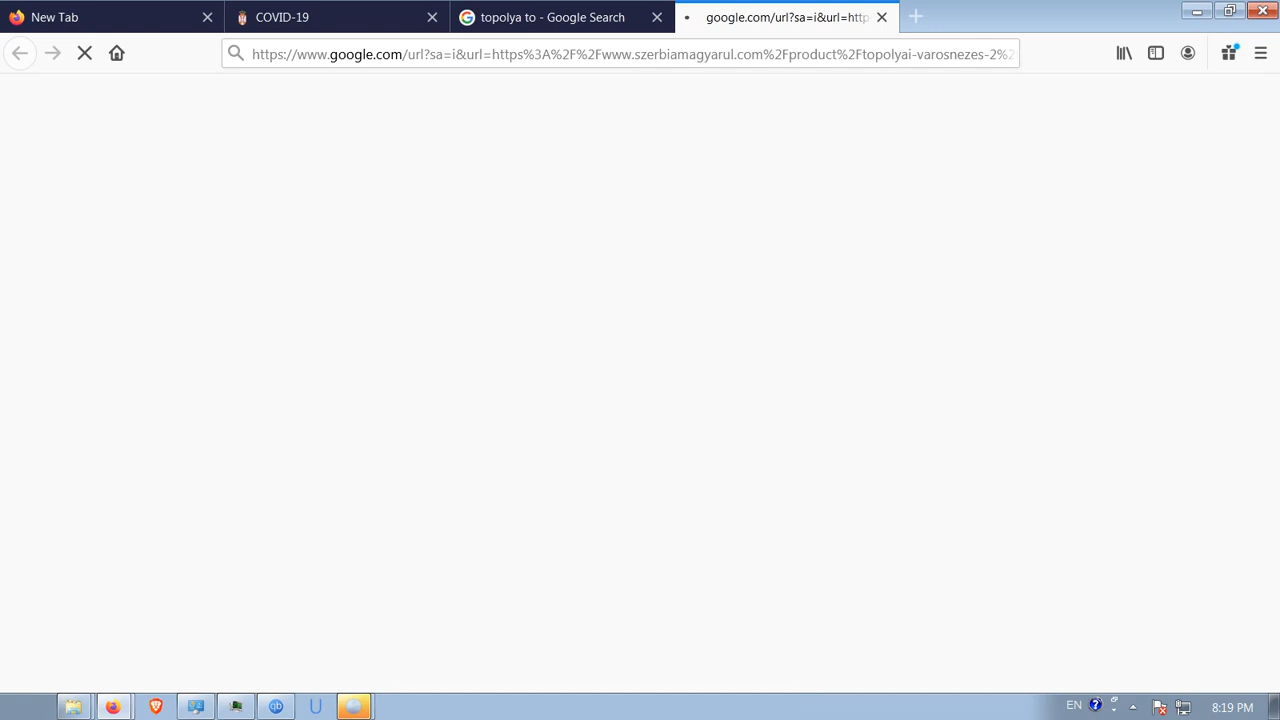 New Tab
COVID-19
topolya to - Google Search
google.com/url?sa=i&url=http
https://www.google.com/url?sa=i&url=https%3A%2F%2Fwww.szerbiamagyarul.com%2Fproduct%2Ftopolyai-varosnezes-2%2
qb
U
EN
?
8:19 PM